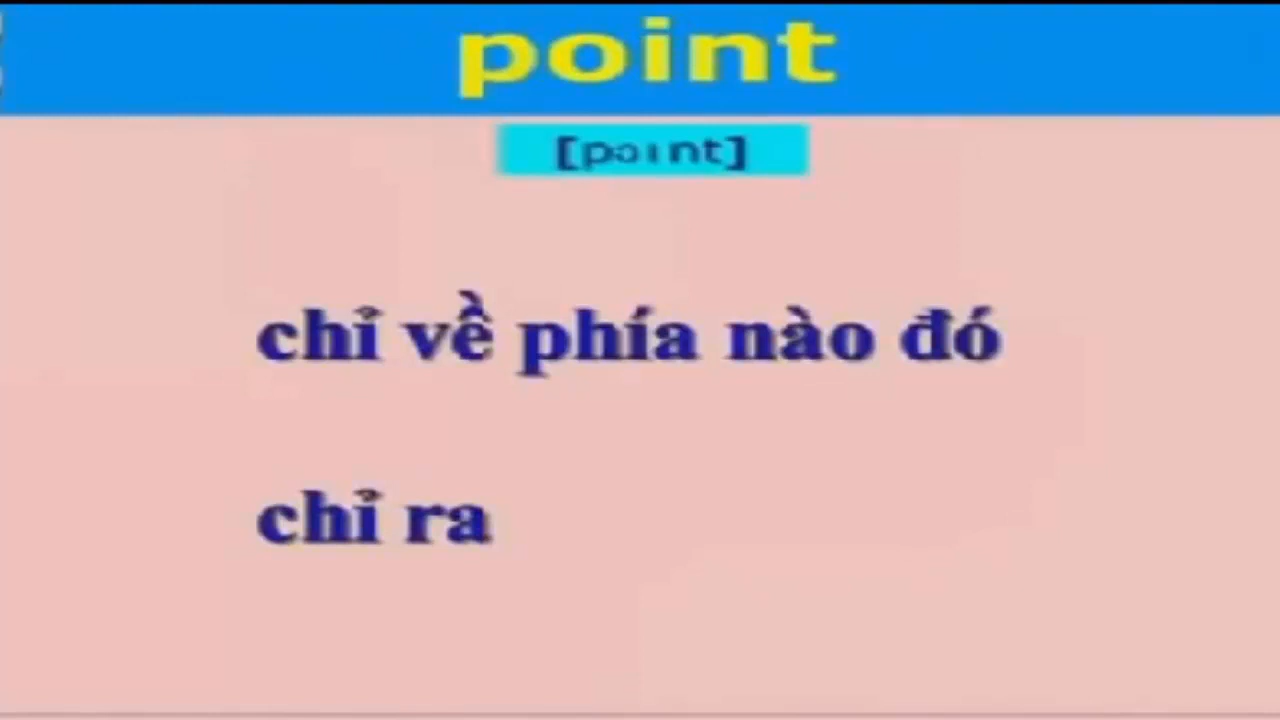 point
[pɔɪnt]
chỉ về phía nào đó
chỉ ra